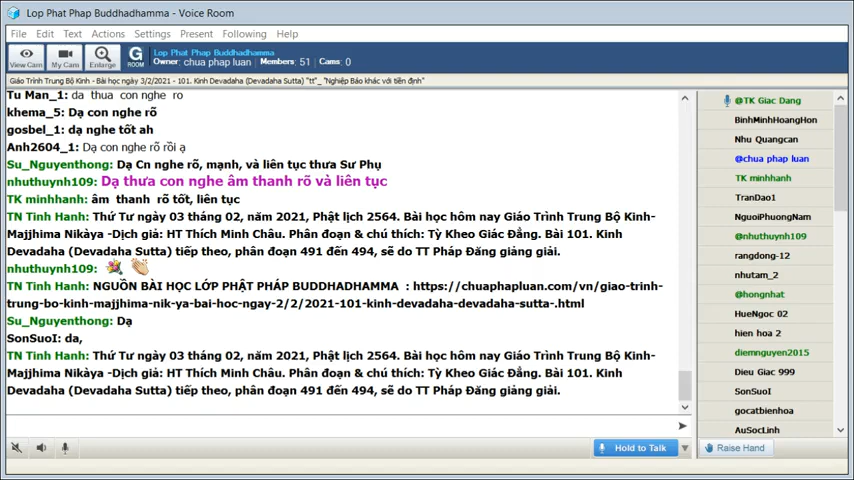 Lop Phat Phap Buddhadhamma - Voice Room
File Edit Text Actions Settings Present Following Help
View Cam
My Cam
Enlarge
G
ROOM
Lop Phat Phap Buddhadhamma
Owner: chua phap luan Members: 51 Cams: 0
Giáo Trình Trung Bộ Kinh - Bài học ngày 3/2/2021 - 101. Kinh Devadaha (Devadaha Sutta) "tt"_ "Nghiệp Báo khác với tiền định"
Tu Man_1: da thua con nghe ro
khema_5: Dạ con nghe rõ
gosbel_1: dạ nghe tốt ah
Anh2604_1: Dạ con nghe rõ rồi ạ
Su_Nguyenthong: Dạ Cn nghe rõ, mạnh, và liên tục thưa Sư Phụ
nhuthuynh109: Dạ thưa con nghe âm thanh rõ và liên tục
TK minhhanh: âm thanh rõ tốt, liên tục
TN Tinh Hanh: Thứ Tư ngày 03 tháng 02, năm 2021, Phật lịch 2564. Bài học hôm nay Giáo Trình Trung Bộ Kinh-
Majjhima Nikàya -Dịch giả: HT Thích Minh Châu. Phân đoạn & chú thích: Tỳ Kheo Giác Đẳng. Bài 101. Kinh
Devadaha (Devadaha Sutta) tiếp theo, phân đoạn 491 đến 494, sẽ do TT Pháp Đăng giảng giải.
nhuthuynh109:
TN Tinh Hanh: NGUỒN BÀI HỌC LỚP PHẬT PHÁP BUDDHADHAMMA : https://chuaphapluan.com/vn/giao-trinh-
trung-bo-kinh-majjhima-nik-ya-bai-hoc-ngay-2/2/2021-101-kinh-devadaha-devadaha-sutta-.html
Su_Nguyenthong: Dạ
SonSuoI: da,
TN Tinh Hanh: Thứ Tư ngày 03 tháng 02, năm 2021, Phật lịch 2564. Bài học hôm nay Giáo Trình Trung Bộ Kinh-
Majjhima Nikàya -Dịch giả: HT Thích Minh Châu. Phân đoạn & chú thích: Tỳ Kheo Giác Đẳng. Bài 101. Kinh
Devadaha (Devadaha Sutta) tiếp theo, phân đoạn 491 đến 494, sẽ do TT Pháp Đăng giảng giải.
@TK Giac Dang
BinhMinhHoangHon
Nhu Quangcan
@chua phap luan
TK minhhanh
TranDao1
NguoiPhuongNam
@nhuthuynh109
rangdong-12
nhutam_2
@hongnhat
HueNgoc 02
hien hoa 2
diemnguyen2015
Dieu Giac 999
SonSuoI
gocatbienhoa
AuSocLinh
Hold to Talk
Raise Hand